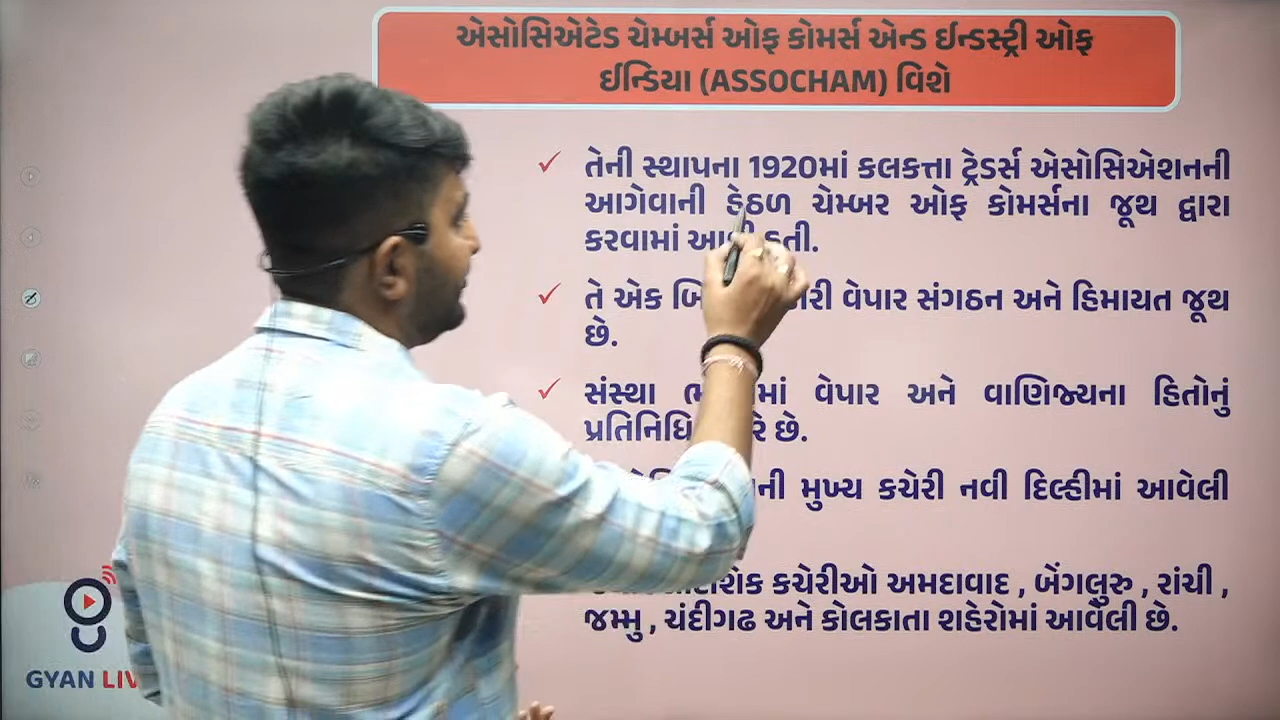 એસોસિએટેડ ચેમ્બર્સ ઓફ કોમર્સ એન્ડ ઈન્ડસ્ટ્રી ઓફ
ઈન્ડિયા (ASSOCHAM) વિશે
તેની સ્થાપના 1920માં કલકત્તા ટ્રેડર્સ એસોસિએશનની
આગેવાની હેઠળ ચેમ્બર ઓફ કોમર્સના જૂથ દ્વારા
કરવામાં હતી.
તે એક વેપાર સંગઠન અને હિમાયત જૂથ
છે.
સંસ્થા વેપાર અને વાણિજ્યના હિતોનું
છે.
મુખ્ય કચેરી નવી દિલ્હીમાં આવેલી
કચેરીઓ અમદાવાદ , બેંગલુરુ , રાંચી ,
જમ્મુ , ચંદીગઢ અને કોલકાતા શહેરોમાં આવેલી છે.
GYAN